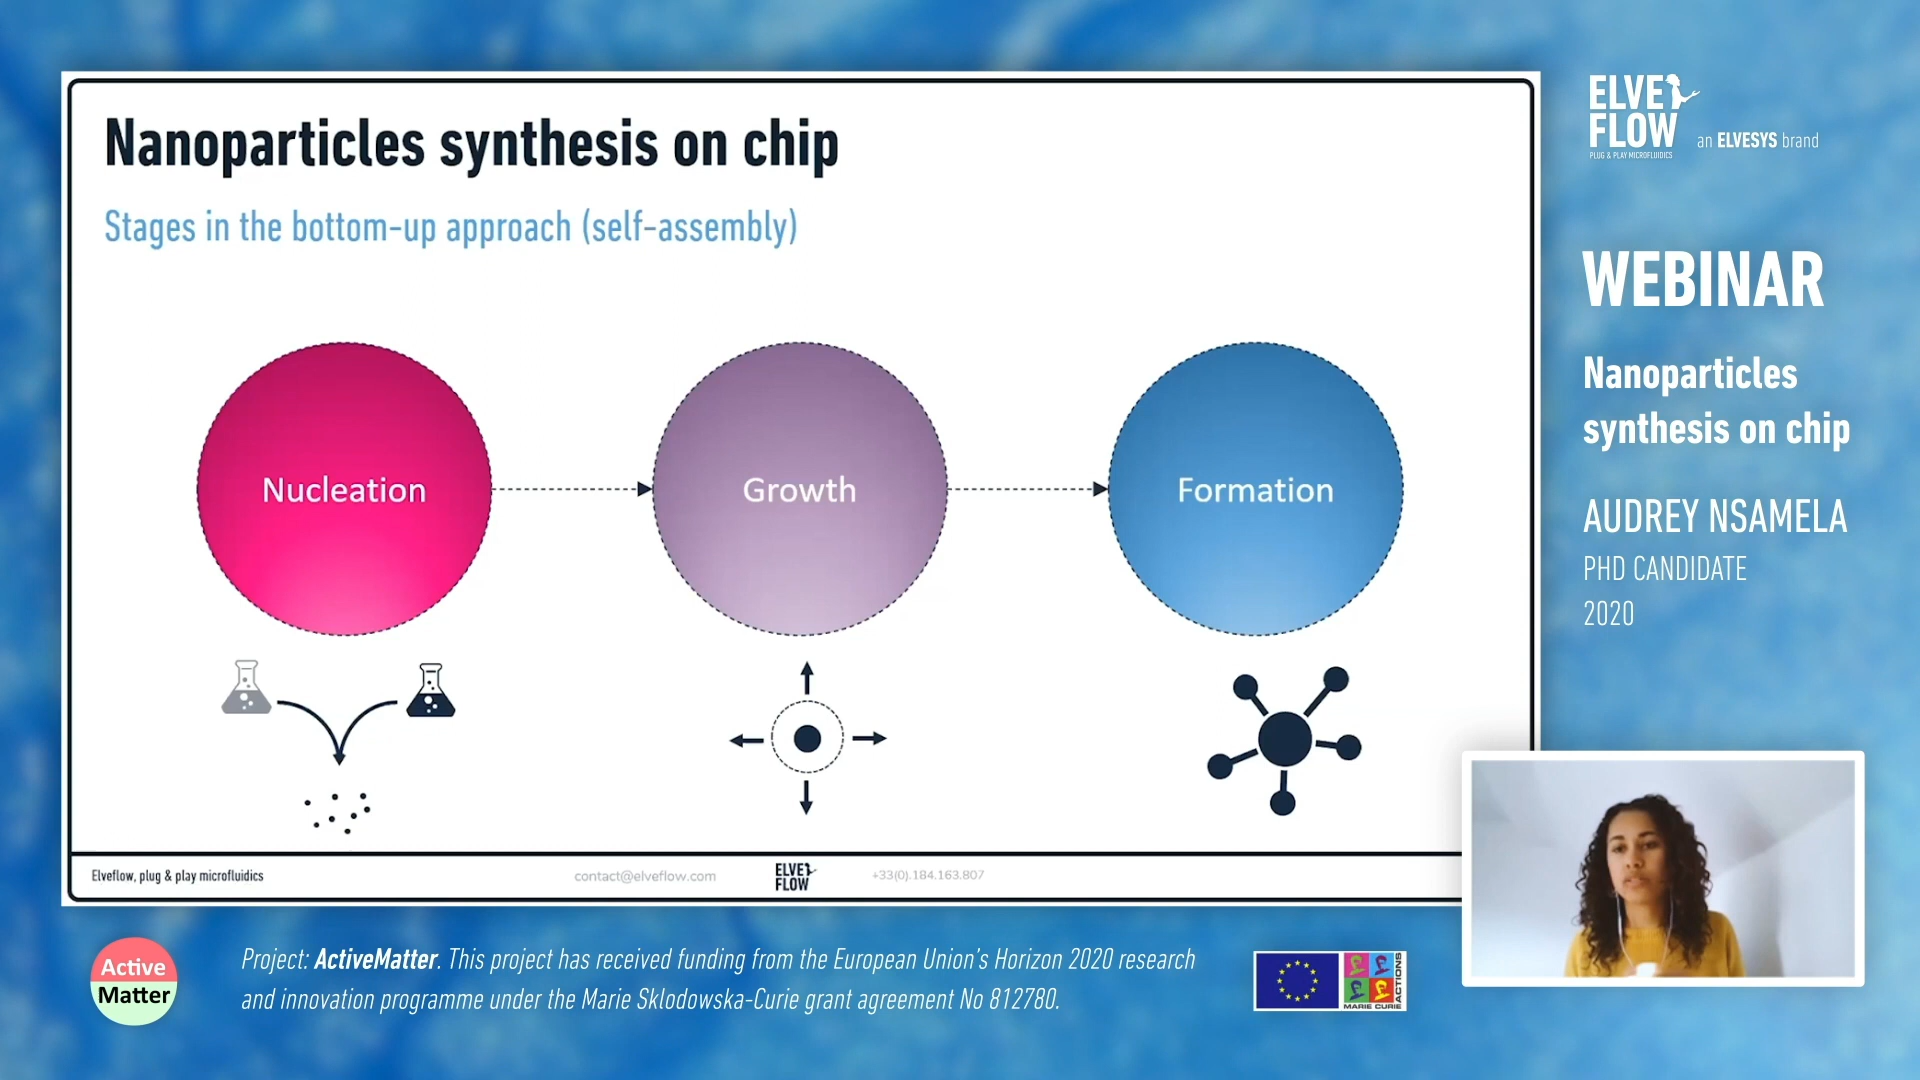 Nanoparticles synthesis on chip
Stages in the bottom-up approach (self-assembly)
Nucleation
Growth
Formation
Elveflow, plug & play microfluidics
contact@elveflow.com
ELVE
FLOW
+33(0).184.163.807
ELVE
FLOW
PLUG & PLAY MICROFLUIDICS
an ELVESYS brand
WEBINAR
Nanoparticles
synthesis on chip
AUDREY NSAMELA
PHD CANDIDATE
2020
Active
Matter
Project: ActiveMatter. This project has received funding from the European Union's Horizon 2020 research
and innovation programme under the Marie Sklodowska-Curie grant agreement No 812780.
MARIE CURIE
ACTIONS